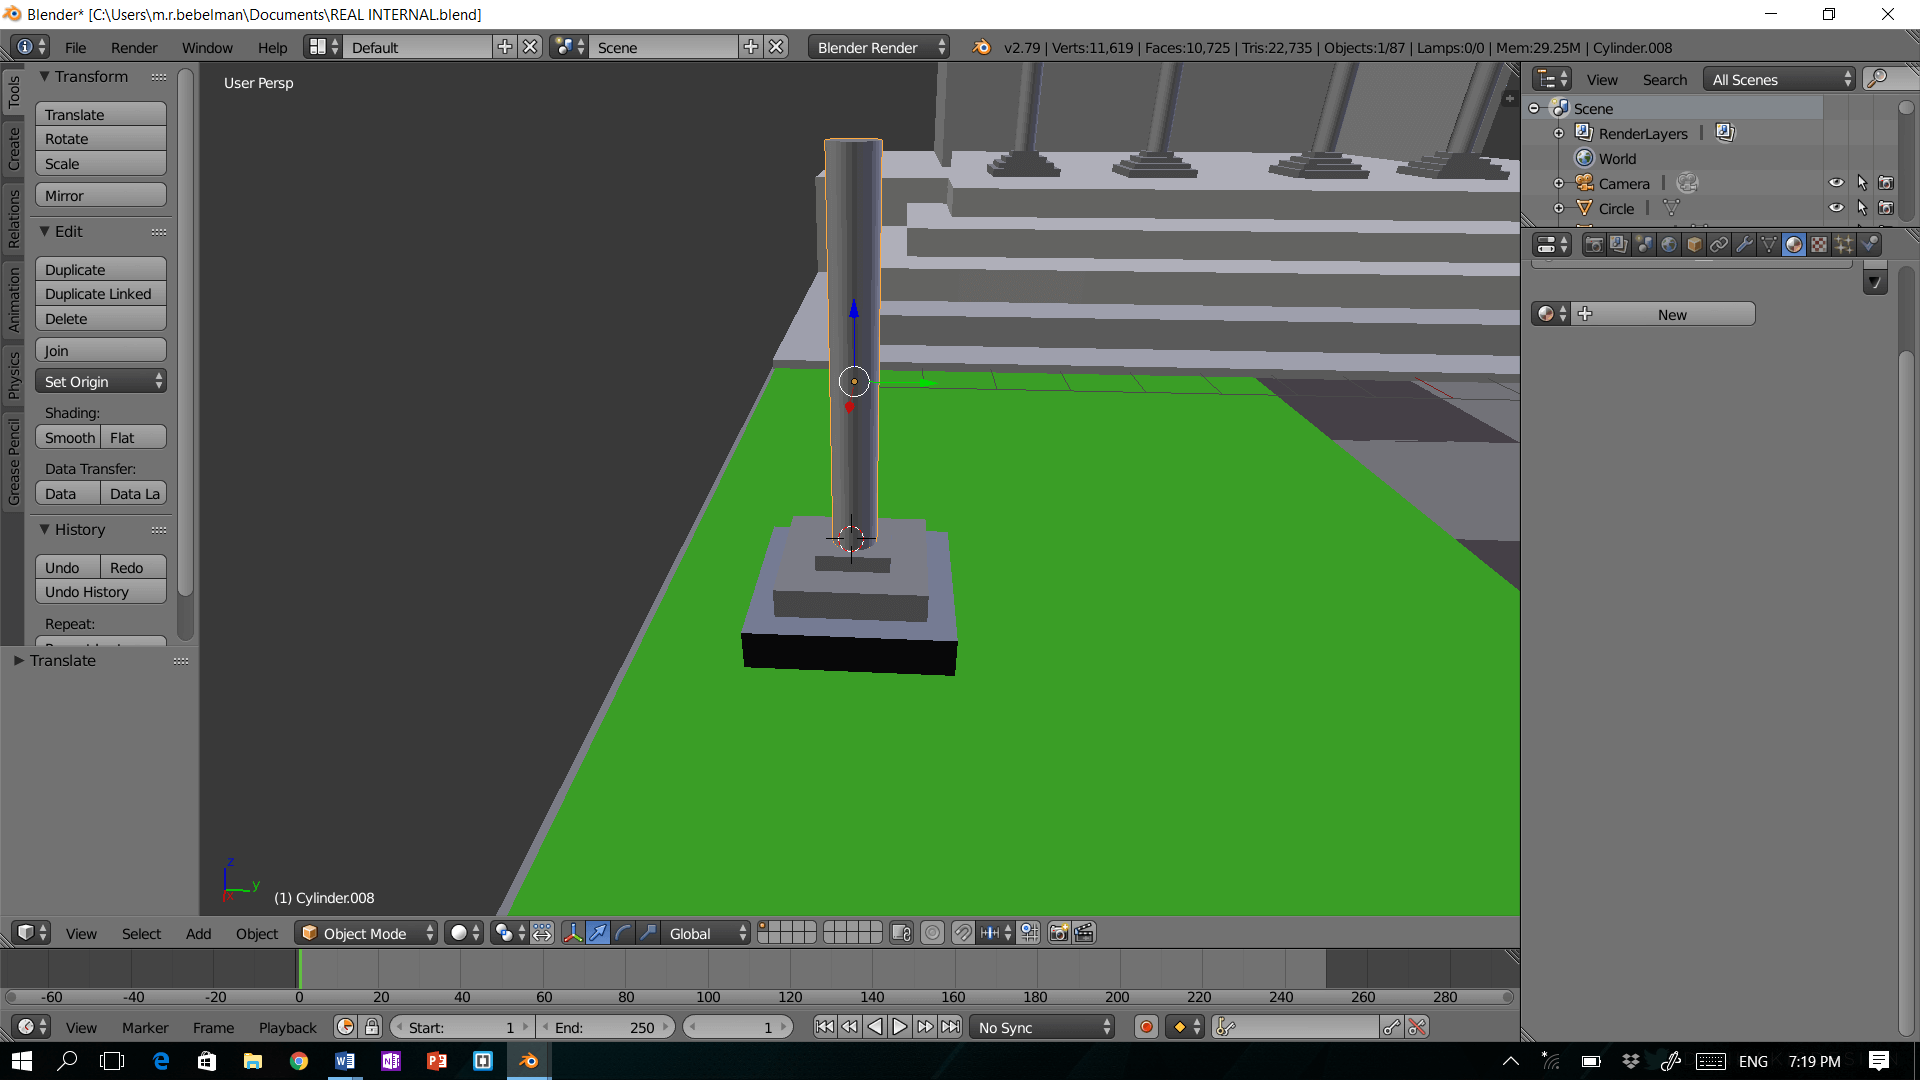 Blender* [C:\Users\m.r.bebelman\Documents\REAL INTERNAL.blend]
File Render Window Help Default Scene Blender Render v2.79 | Verts:11,619 | Faces:10,725 | Tris:22,735 | Objects:1/87 | Lamps:0/0 | Mem:29.25M | Cylinder.008
Tools
Create
Relations
Animation
Physics
Grease Pencil
Transform
Translate
Rotate
Scale
Mirror
Edit
Duplicate
Duplicate Linked
Delete
Join
Set Origin
Shading:
Smooth Flat
Data Transfer:
Data Data La
History
Undo Redo
Undo History
Repeat:
Translate
User Persp
z
y
x
(1) Cylinder.008
View Search All Scenes
Scene
RenderLayers
World
Camera
Circle
New
View Select Add Object Object Mode Global
-60 -40 -20 0 20 40 60 80 100 120 140 160 180 200 220 240 260 280
View Marker Frame Playback Start: 1 End: 250 1 No Sync
ENG 7:19 PM